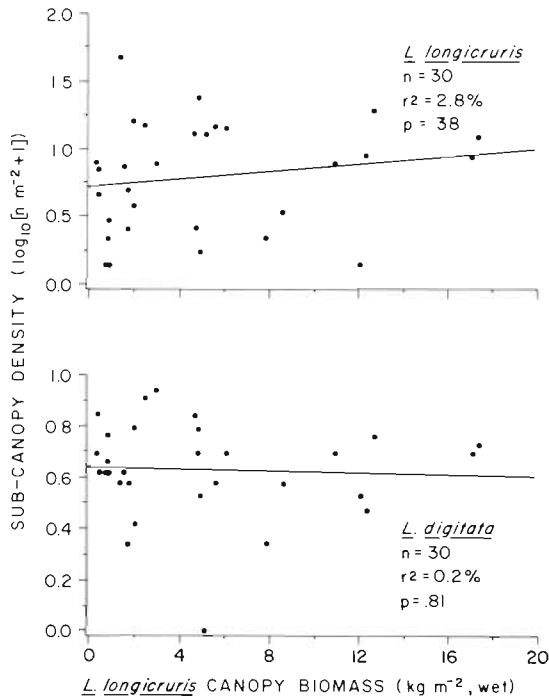 SUB-CANOPY DENSITY (log10[n m-2+1])
2.0
1.5
1.0
0.5
0.0
L longicruris
n = 30
r2 = 2.8%
p = 38
1.0
0.8
0.6
0.4
0.2
0.0
L. digitata
n = 30
r2 = 0.2%
p = .81
0 4 8 12 16 20
L. longicruris CANOPY BIOMASS (kg m-2, wet)